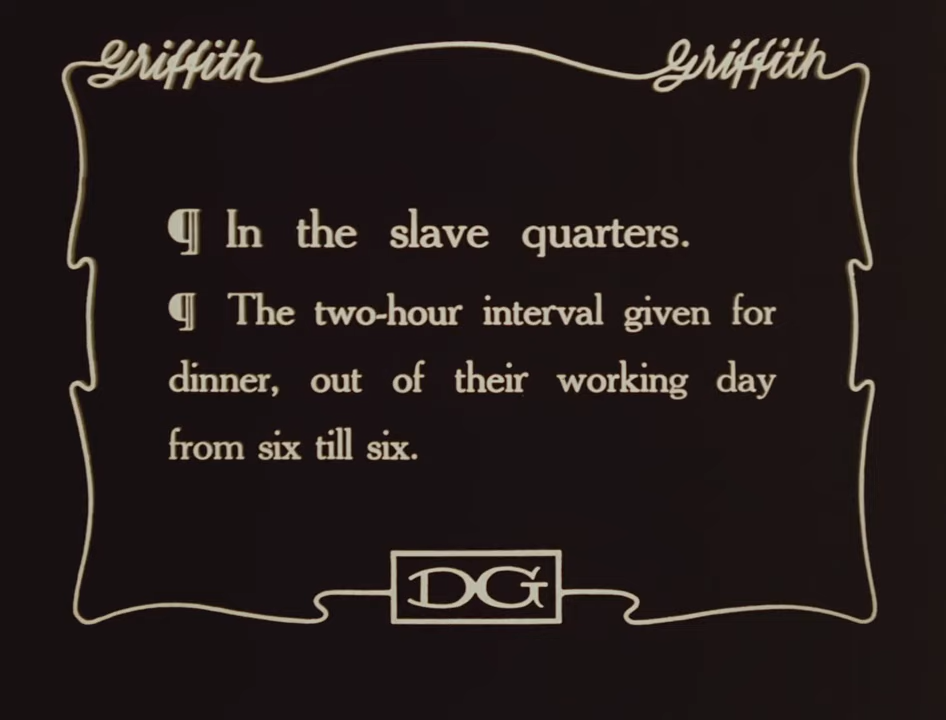 Griffith Griffith
¶ In the slave quarters.
¶ The two-hour interval given for
dinner, out of their working day
from six till six.
DG